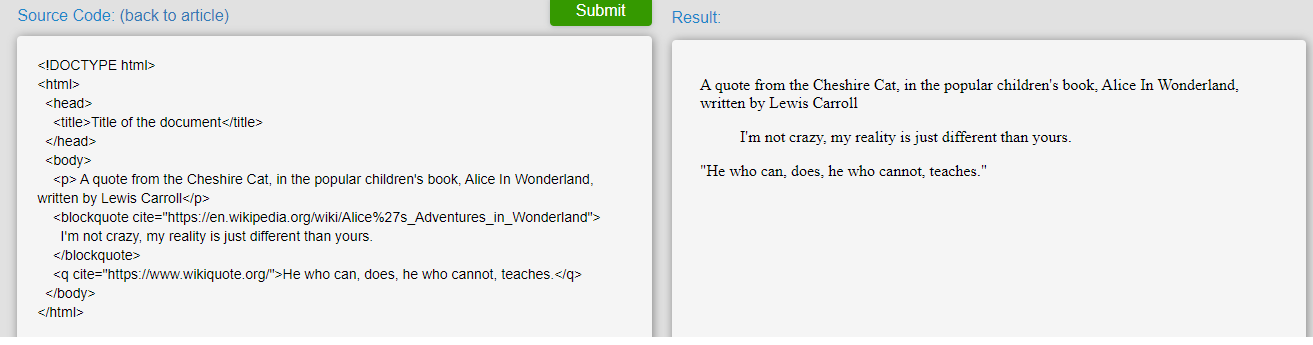 Source Code: (back to article)
Submit
Result:
<!DOCTYPE html>
<html>
<head>
<title>Title of the document</title>
</head>
<body>
<p> A quote from the Cheshire Cat, in the popular children's book, Alice In Wonderland,
written by Lewis Carroll</p>
<blockquote cite="https://en.wikipedia.org/wiki/Alice%27s_Adventures_in_Wonderland">
I'm not crazy, my reality is just different than yours.
</blockquote>
<q cite="https://www.wikiquote.org/">He who can, does, he who cannot, teaches.</q>
</body>
</html>
A quote from the Cheshire Cat, in the popular children's book, Alice In Wonderland,
written by Lewis Carroll
I'm not crazy, my reality is just different than yours.
"He who can, does, he who cannot, teaches."